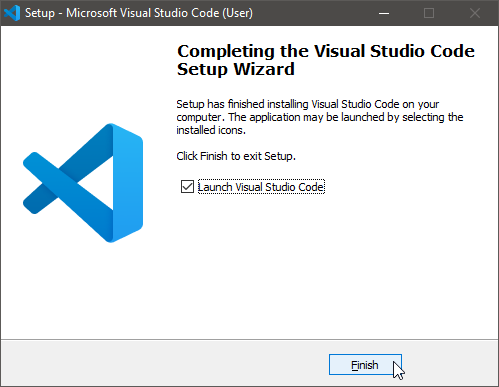 Setup - Microsoft Visual Studio Code (User)
Completing the Visual Studio Code
Setup Wizard
Setup has finished installing Visual Studio Code on your
computer. The application may be launched by selecting the
installed icons.
Click Finish to exit Setup.
Launch Visual Studio Code
Finish